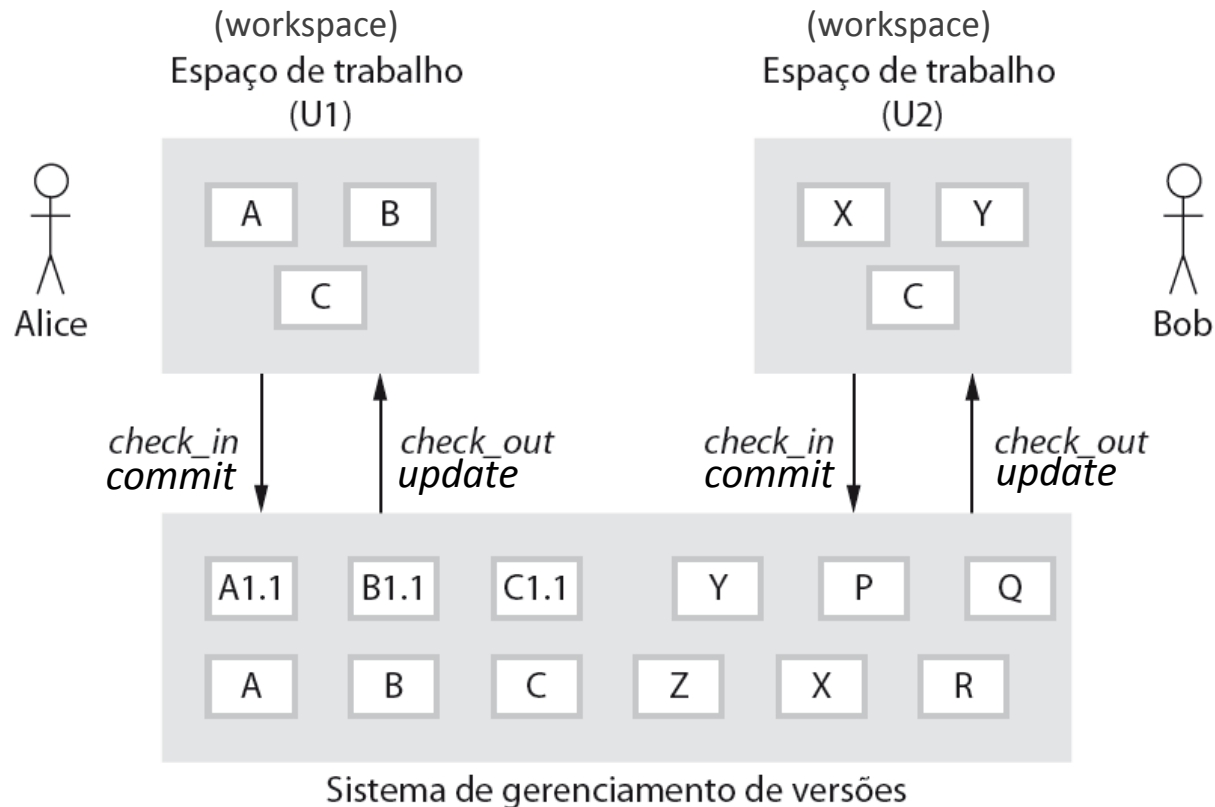 (workspace)
Espaço de trabalho
(U1)
(workspace)
Espaço de trabalho
(U2)
A
B
C
Alice
X
Y
C
Bob
check_in
commit
check_out
update
check_in
commit
check_out
update
A1.1
B1.1
C1.1
Y
P
Q
A
B
C
Z
X
R
Sistema de gerenciamento de versões